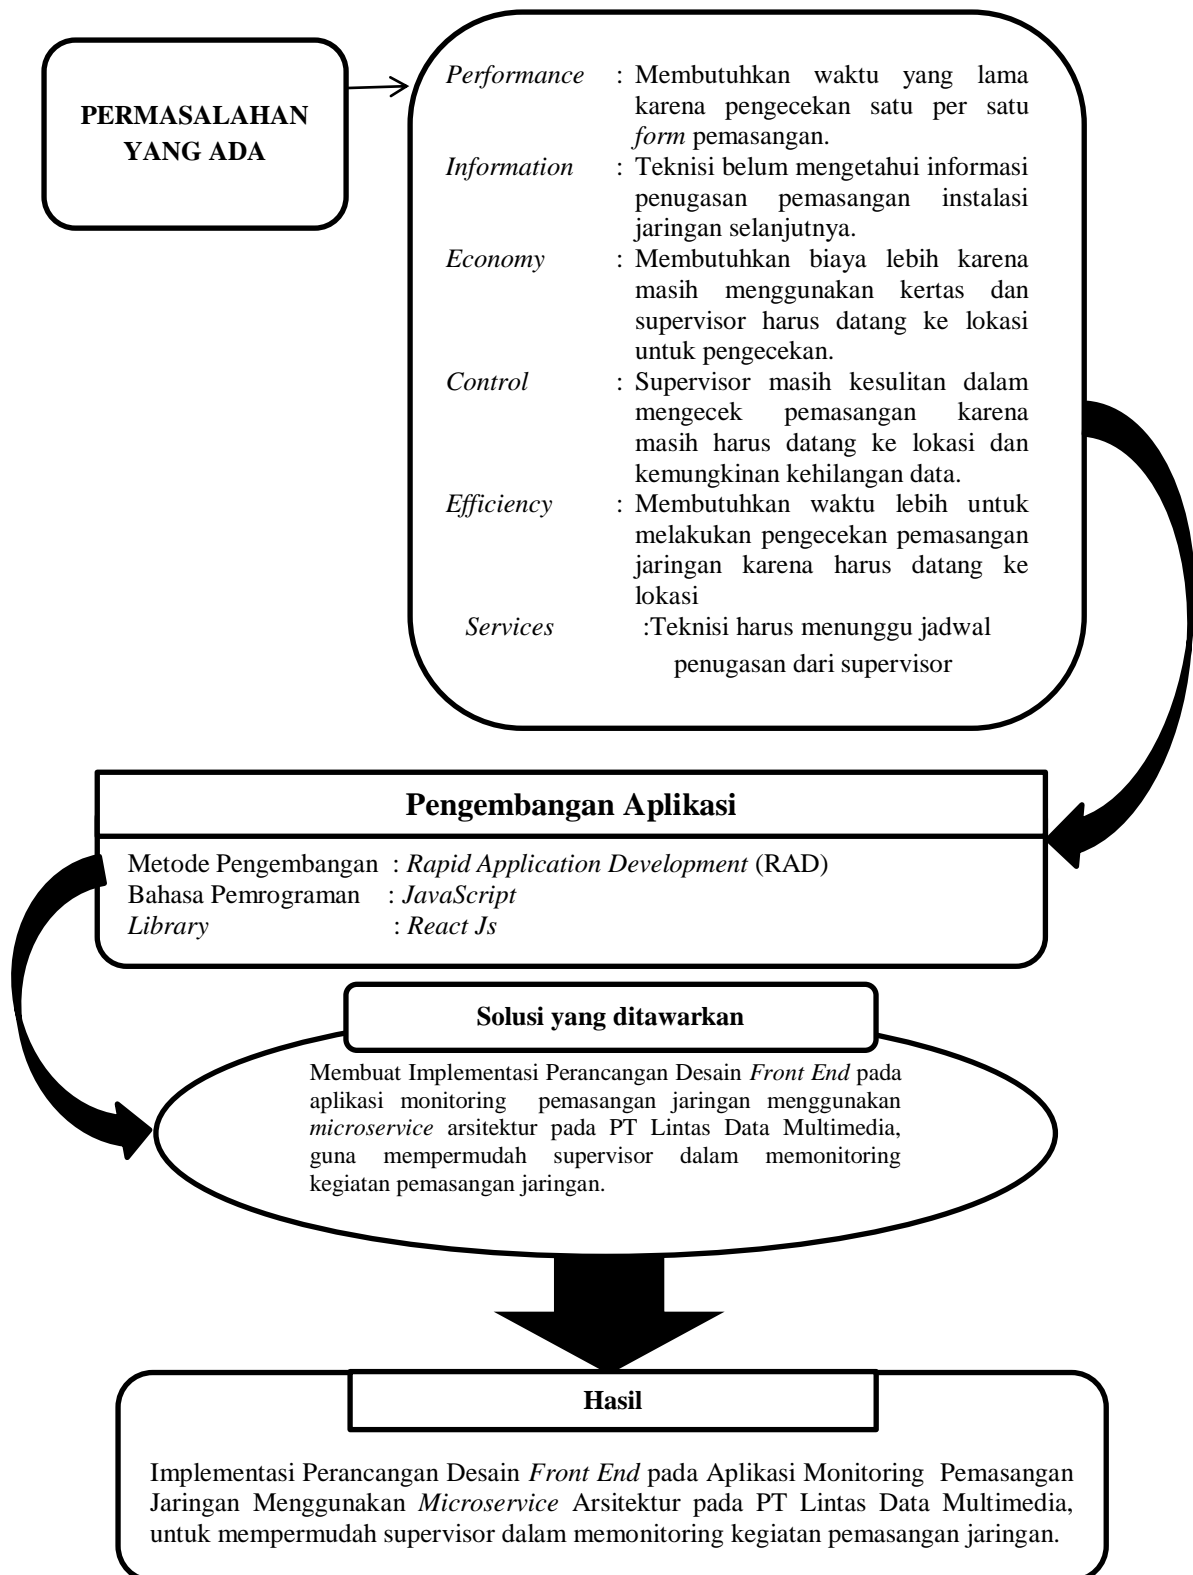 PERMASALAHAN
YANG ADA
Performance : Membutuhkan waktu yang lama
karena pengecekan satu per satu
form pemasangan.
Information : Teknisi belum mengetahui informasi
penugasan pemasangan instalasi
jaringan selanjutnya.
Economy : Membutuhkan biaya lebih karena
masih menggunakan kertas dan
supervisor harus datang ke lokasi
untuk pengecekan.
Control : Supervisor masih kesulitan dalam
mengecek pemasangan karena
masih harus datang ke lokasi dan
kemungkinan kehilangan data.
Efficiency : Membutuhkan waktu lebih untuk
melakukan pengecekan pemasangan
jaringan karena harus datang ke
lokasi
Services :Teknisi harus menunggu jadwal
penugasan dari supervisor
Pengembangan Aplikasi
Metode Pengembangan : Rapid Application Development (RAD)
Bahasa Pemrograman : JavaScript
Library : React Js
Solusi yang ditawarkan
Membuat Implementasi Perancangan Desain Front End pada
aplikasi monitoring pemasangan jaringan menggunakan
microservice arsitektur pada PT Lintas Data Multimedia,
guna mempermudah supervisor dalam memonitoring
kegiatan pemasangan jaringan.
Hasil
Implementasi Perancangan Desain Front End pada Aplikasi Monitoring Pemasangan
Jaringan Menggunakan Microservice Arsitektur pada PT Lintas Data Multimedia,
untuk mempermudah supervisor dalam memonitoring kegiatan pemasangan jaringan.